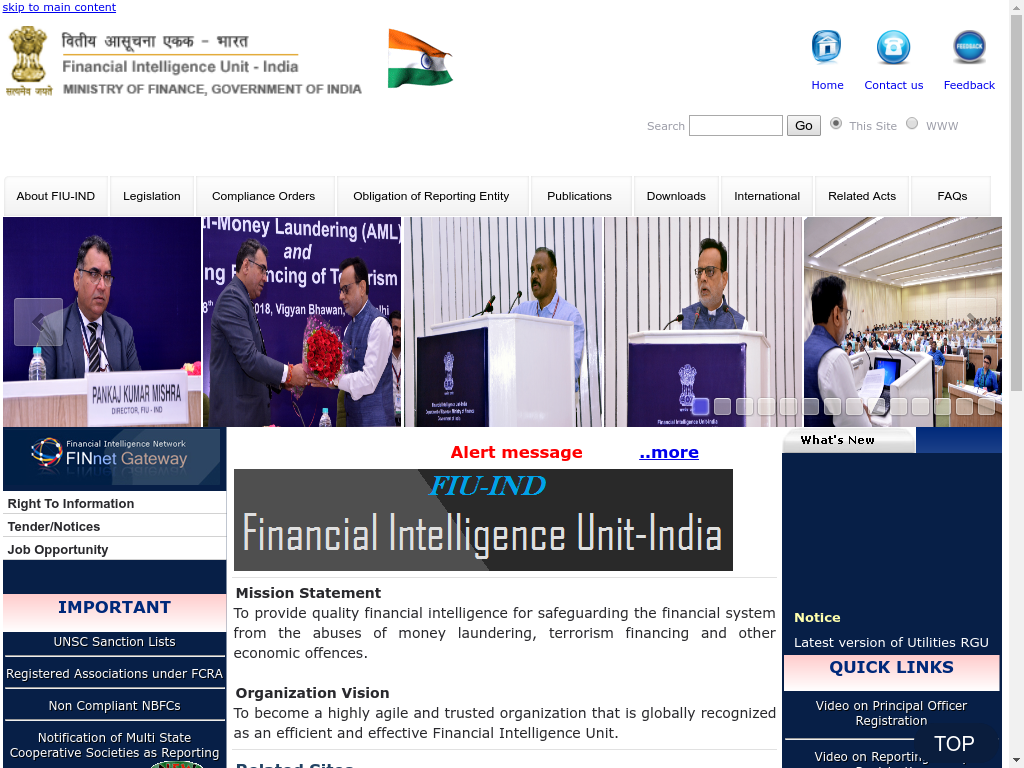 skip to main content
वित्तीय आसूचना एकक - भारत
Financial Intelligence Unit - India
MINISTRY OF FINANCE, GOVERNMENT OF INDIA
सत्यमेव जयते
FEEDBACK
Home
Contact us
Feedback
Search
Go
This Site
WWW
About FIU-IND
Legislation
Compliance Orders
Obligation of Reporting Entity
Publications
Downloads
International
Related Acts
FAQs
ti-Money Laundering (AML)
and
ng Financing of Terrorism
2018, Vigyan Bhawan,
PANKAJ KUMAR MISHRA
DIRECTOR, FIU - IND
Financial Intelligence Network
FINnet Gateway
Right To Information
Tender/Notices
Job Opportunity
IMPORTANT
UNSC Sanction Lists
Registered Associations under FCRA
Non Compliant NBFCs
Notification of Multi State
Cooperative Societies as Reporting
Alert message
..more
FIU-IND
Financial Intelligence Unit-India
Mission Statement
To provide quality financial intelligence for safeguarding the financial system
from the abuses of money laundering, terrorism financing and other
economic offences.
Organization Vision
To become a highly agile and trusted organization that is globally recognized
as an efficient and effective Financial Intelligence Unit.
Related Sites
What's New
Notice
Latest version of Utilities RGU
QUICK LINKS
Video on Principal Officer
Registration
Video on Reporting
TOP